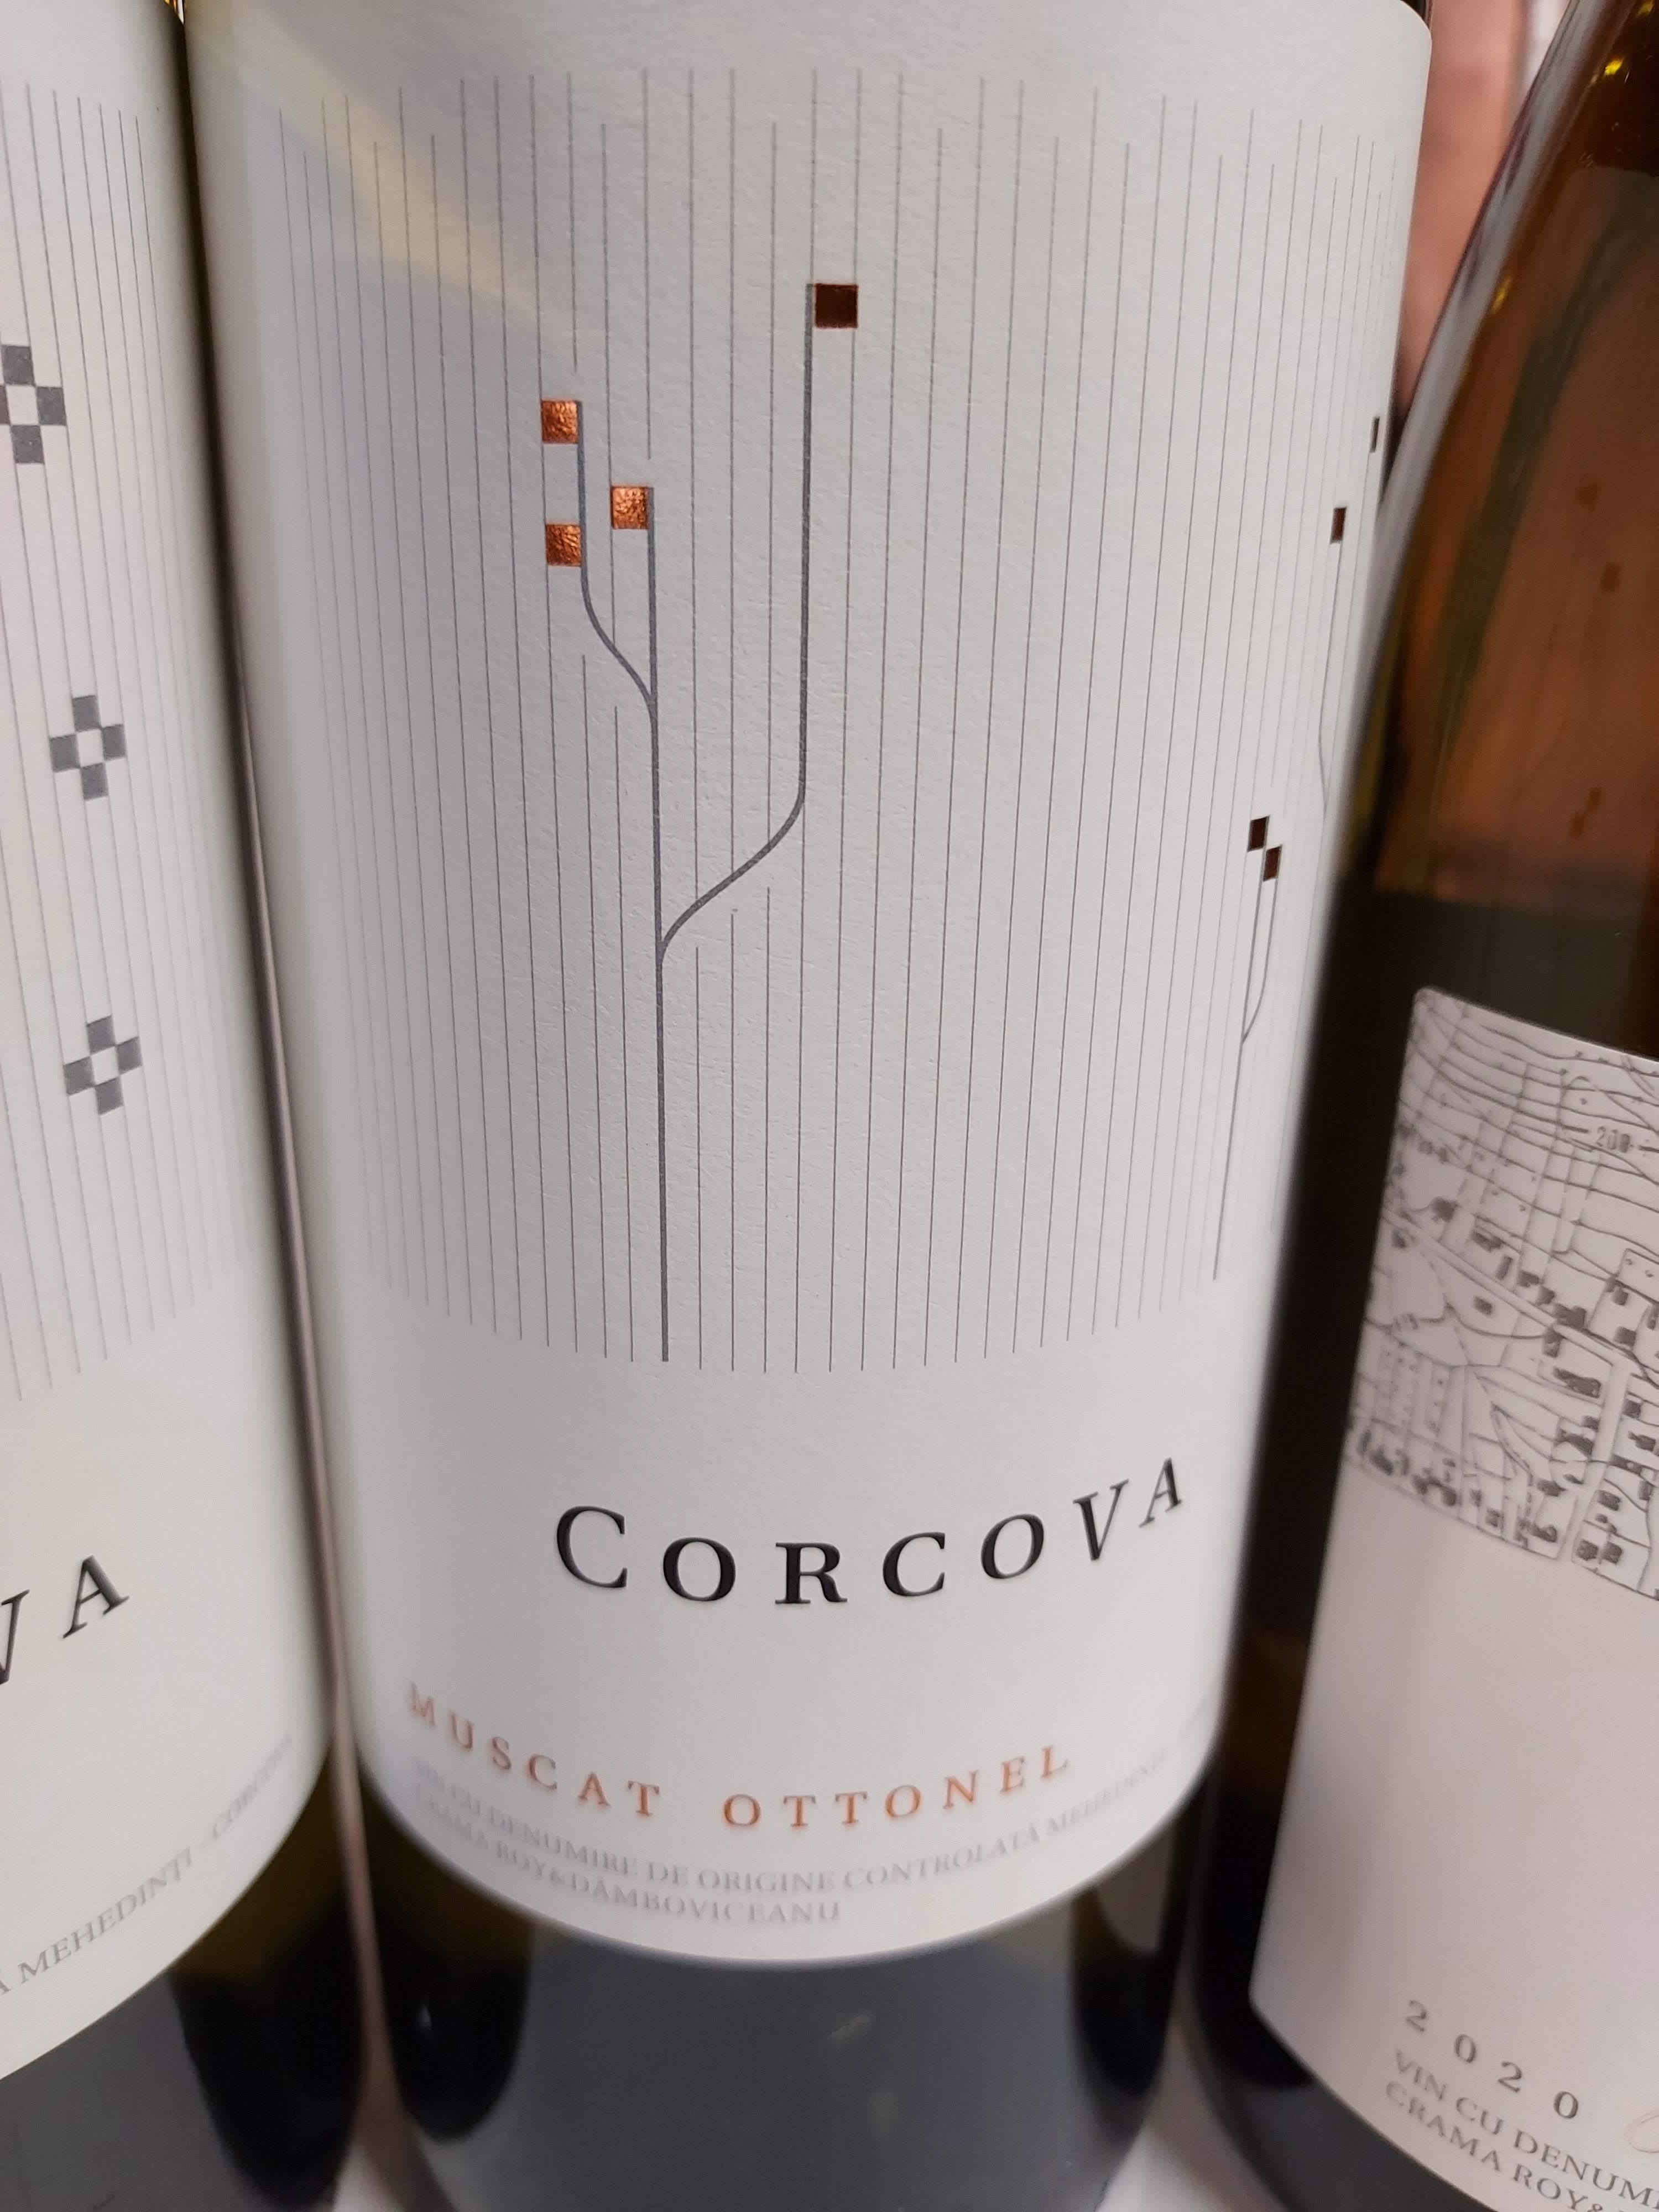 VA
Ă MEHEDINȚI - CORCOVA
CORCOVA
MUSCAT OTTONEL
VIN CU DENUMIRE DE ORIGINE CONTROLATĂ MEHEDINȚI
CRAMA ROY & DÂMBOVICEANU
2020
VIN CU DENUM
CRAMA ROY&